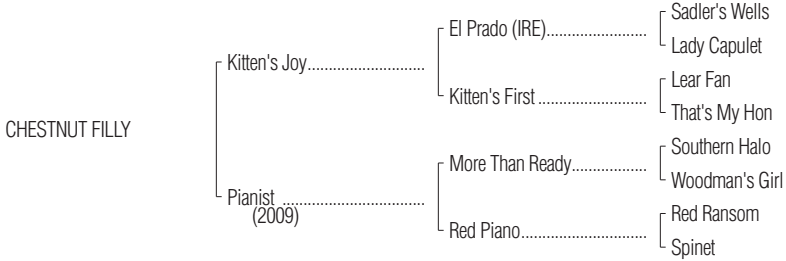 CHESTNUT FILLY
Kitten's Joy............................
Pianist ..................................
(2009)
El Prado (IRE)........................
Kitten's First ..........................
More Than Ready..................
Red Piano..............................
Sadler's Wells
Lady Capulet
Lear Fan
That's My Hon
Southern Halo
Woodman's Girl
Red Ransom
Spinet